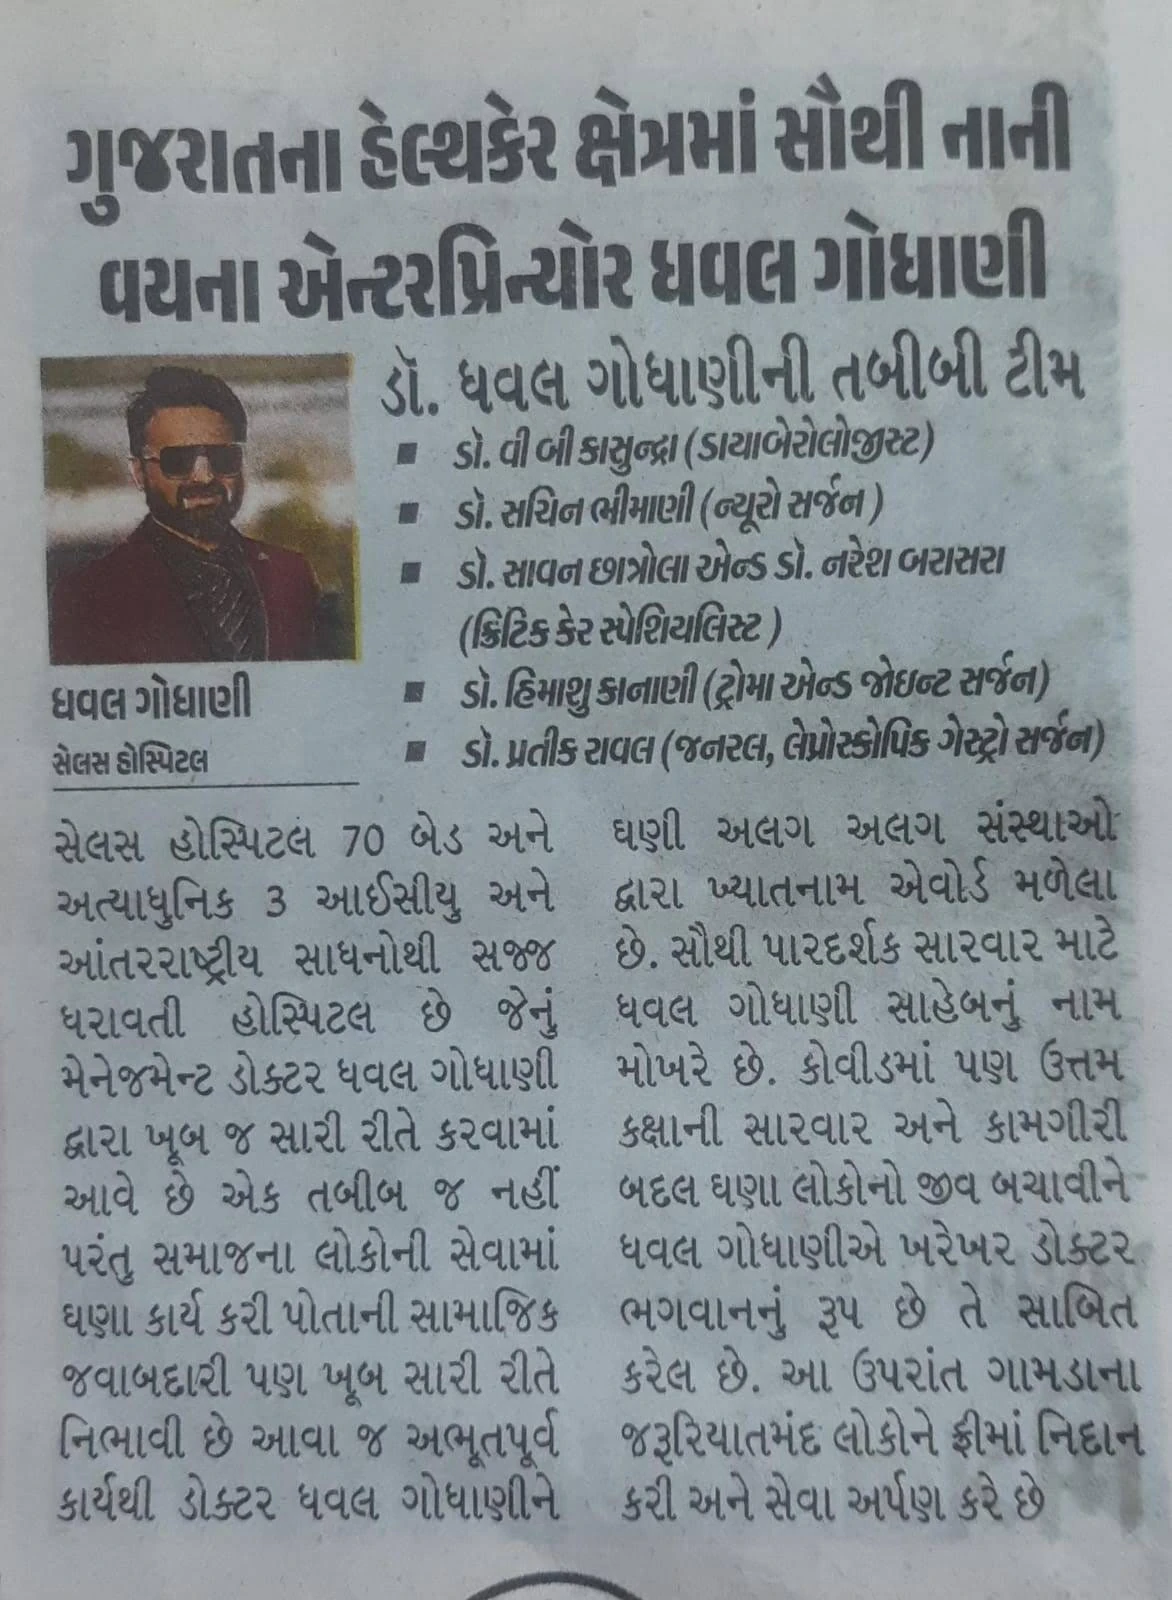 ગુજરાતના હેલ્થકેર ક્ષેત્રમાં સૌથી નાની
વયના એન્ટરપ્રિન્યોર ધવલ ગોધાણી
ડૉ. ધવલ ગોધાણીની તબીબી ટીમ
▪ ડૉ. વી બી કાસુન્દ્રા (ડાયાબેરોલોજીસ્ટ)
▪ ડૉ. સચિન ભીમાણી (ન્યૂરો સર્જન )
▪ ડૉ. સાવન છાત્રોલા એન્ડ ડૉ. નરેશ બરાસરા
(ક્રિટિક કેર સ્પેશિયલિસ્ટ )
▪ ડૉ. હિમાશુ કાનાણી (ટ્રોમા એન્ડ જોઇન્ટ સર્જન)
▪ ડૉ. પ્રતીક રાવલ (જનરલ, લેપ્રોસ્કોપિક ગેસ્ટ્રો સર્જન)
ધવલ ગોધાણી
સેલસ હોસ્પિટલ
સેલસ હોસ્પિટલ 70 બેડ અને
અત્યાધુનિક ૩ આઈસીયુ અને
આંતરરાષ્ટ્રીય સાધનોથી સજ્જ
ધરાવતી હોસ્પિટલ છે જેનું
મેનેજમેન્ટ ડોક્ટર ધવલ ગોધાણી
દ્વારા ખૂબ જ સારી રીતે કરવામાં
આવે છે એક તબીબ જ નહીં
પરંતુ સમાજના લોકોની સેવામાં
ઘણા કાર્ય કરી પોતાની સામાજિક
જવાબદારી પણ ખૂબ સારી રીતે
નિભાવી છે આવા જ અભૂતપૂર્વ
કાર્યથી ડોક્ટર ધવલ ગોધાણીને
ઘણી અલગ અલગ સંસ્થાઓ
દ્વારા ખ્યાતનામ એવોર્ડ મળેલા
છે. સૌથી પારદર્શક સારવાર માટે
ધવલ ગોધાણી સાહેબનું નામ
મોખરે છે. કોવીડમાં પણ ઉત્તમ
કક્ષાની સારવાર અને કામગીરી
બદલ ઘણા લોકોનો જીવ બચાવીને
ધવલ ગોધાણીએ ખરેખર ડોક્ટર
ભગવાનનું રૂપ છે તે સાબિત
કરેલ છે. આ ઉપરાંત ગામડાના
જરૂરિયાતમંદ લોકોને ફ્રીમાં નિદાન
કરી અને સેવા અર્પણ કરે છે